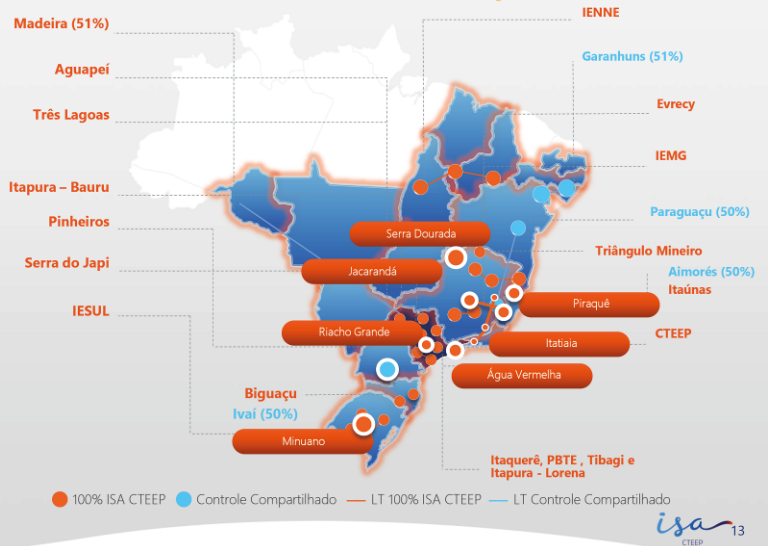 IENNE
Madeira (51%)
Garanhuns (51%)
Aguapeí
Evrecy
Três Lagoas
IEMG
Itapura – Bauru
Paraguaçu (50%)
Pinheiros
Serra Dourada
Triângulo Mineiro
Serra do Japi
Jacarandá
Aimorés (50%)
Itaúnas
Piraquê
IESUL
Riacho Grande
CTEEP
Itatiaia
Água Vermelha
Biguaçu
Ivaí (50%)
Minuano
Itaquerê, PBTE , Tibagi e
Itapura - Lorena
100% ISA CTEEP
Controle Compartilhado
LT 100% ISA CTEEP
LT Controle Compartilhado
isa
CTEEP
13